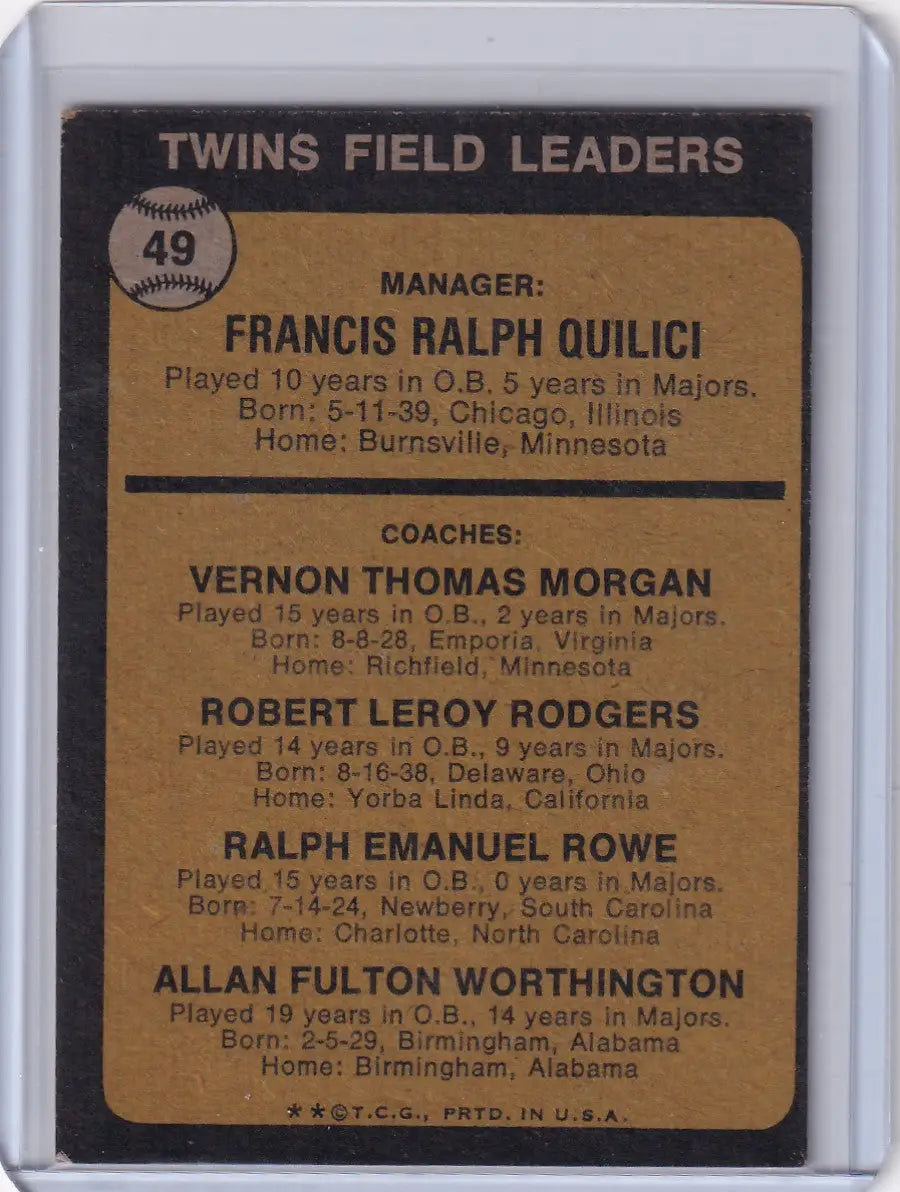 TWINS FIELD LEADERS
49
MANAGER:
FRANCIS RALPH QUILICI
Played 10 years in O.B. 5 years in Majors.
Born: 5-11-39, Chicago, Illinois
Home: Burnsville, Minnesota
COACHES:
VERNON THOMAS MORGAN
Played 15 years in O.B., 2 years in Majors.
Born: 8-8-28, Emporia, Virginia
Home: Richfield, Minnesota
ROBERT LEROY RODGERS
Played 14 years in O.B., 9 years in Majors.
Born: 8-16-38, Delaware, Ohio
Home: Yorba Linda, California
RALPH EMANUEL ROWE
Played 15 years in O.B., 0 years in Majors.
Born: 7-14-24, Newberry, South Carolina
Home: Charlotte, North Carolina
ALLAN FULTON WORTHINGTON
Played 19 years in O.B., 14 years in Majors.
Born: 2-5-29, Birmingham, Alabama
Home: Birmingham, Alabama
* * © T.C.G., PRTD. IN U.S.A.